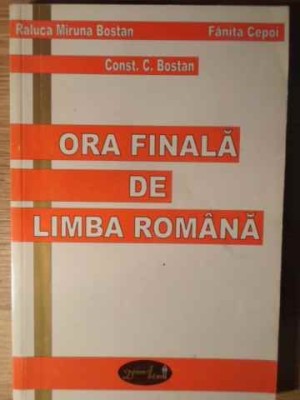 Raluca Miruna Bostan
Fănița Cepoi
Const. C. Bostan
ORA FINALĂ
DE
LIMBA ROMÂNĂ